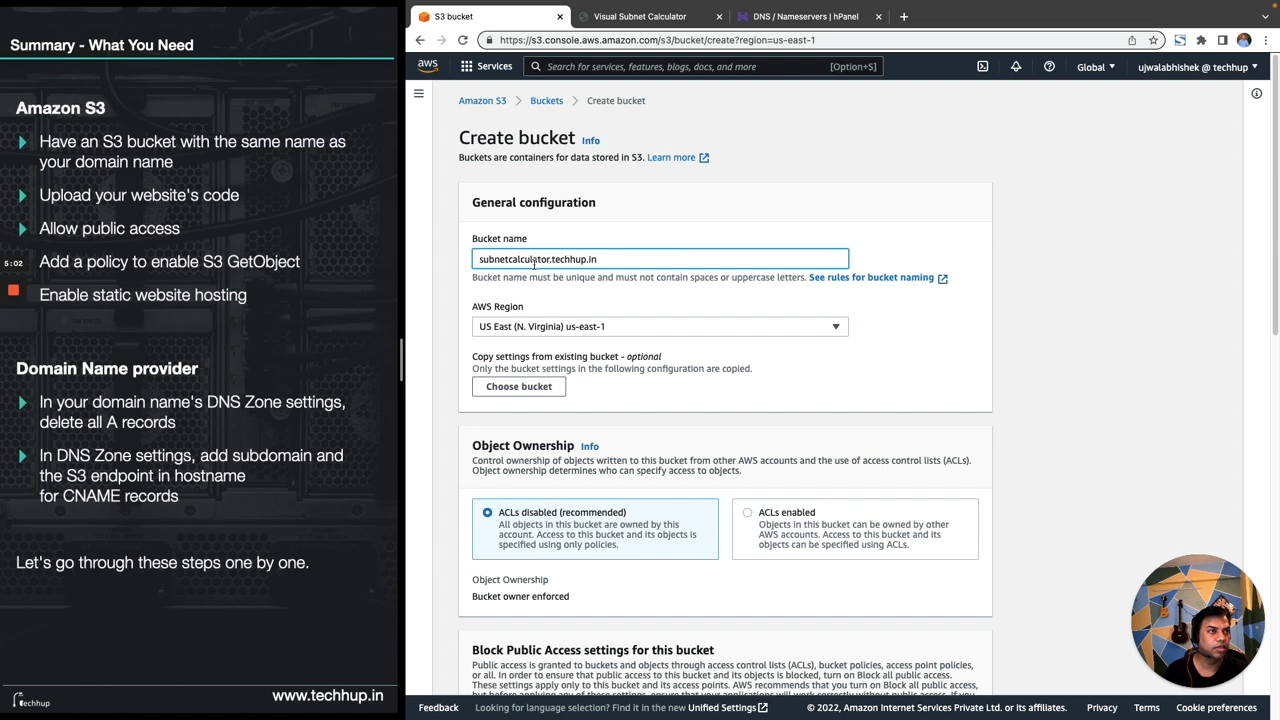 Summary - What You Need
Amazon S3
Have an S3 bucket with the same name as
your domain name
Upload your website's code
Allow public access
5:02
Add a policy to enable S3 GetObject
Enable static website hosting
Domain Name provider
In your domain name's DNS Zone settings,
delete all A records
In DNS Zone settings, add subdomain and
the S3 endpoint in hostname
for CNAME records
Let's go through these steps one by one.
Techhup
www.techhup.in
S3 bucket
Visual Subnet Calculator
DNS / Nameservers | hPanel
https://s3.console.aws.amazon.com/s3/bucket/create?region=us-east-1
aws
Services
Search for services, features, blogs, docs, and more
[Option+S]
Global
ujwalabhishek @ techhup
Amazon S3
Buckets
Create bucket
Create bucket Info
Buckets are containers for data stored in S3. Learn more
General configuration
Bucket name
subnetcalculator.techhup.in
Bucket name must be unique and must not contain spaces or uppercase letters. See rules for bucket naming
AWS Region
US East (N. Virginia) us-east-1
Copy settings from existing bucket - optional
Only the bucket settings in the following configuration are copied.
Choose bucket
Object Ownership Info
Control ownership of objects written to this bucket from other AWS accounts and the use of access control lists (ACLs).
Object ownership determines who can specify access to objects.
ACLs disabled (recommended)
All objects in this bucket are owned by this
account. Access to this bucket and its objects is
specified using only policies.
ACLs enabled
Objects in this bucket can be owned by other
AWS accounts. Access to this bucket and its
objects can be specified using ACLs.
Object Ownership
Bucket owner enforced
Block Public Access settings for this bucket
Public access is granted to buckets and objects through access control lists (ACLs), bucket policies, access point policies,
or all. In order to ensure that public access to this bucket and its objects is blocked, turn on Block all public access.
These settings apply only to this bucket and its access points. AWS recommends that you turn on Block all public access,
Feedback
Looking for language selection? Find it in the new Unified Settings
© 2022, Amazon Internet Services Private Ltd. or its affiliates.
Privacy
Terms
Cookie preferences